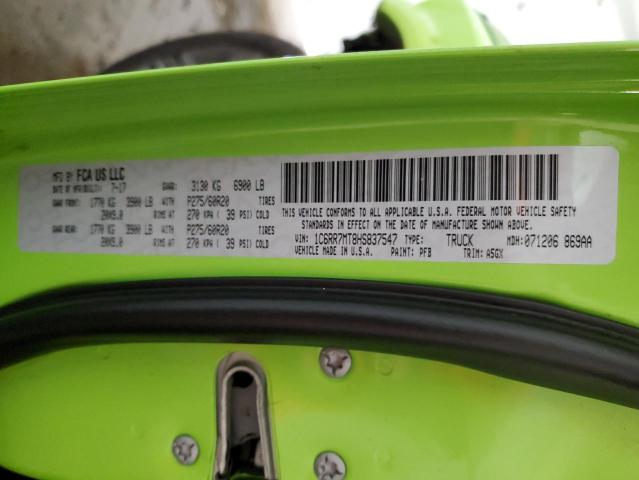 MFD BY FCA US LLC
DATE OF MFR(BUILT) 7-17 GVWR: 3130 KG 6900 LB
GAWR FRONT: 1770 KG 3900 LB WITH P275/60R20 TIRES
20X9.0 RIMS AT 270 KPA ( 39 PSI) COLD
GAWR REAR: 1770 KG 3900 LB WITH P275/60R20 TIRES
20X9.0 RIMS AT 270 KPA ( 39 PSI) COLD
THIS VEHICLE CONFORMS TO ALL APPLICABLE U.S.A. FEDERAL MOTOR VEHICLE SAFETY
STANDARDS IN EFFECT ON THE DATE OF MANUFACTURE SHOWN ABOVE.
VIN: 1C6RR7MT8HS837547 TYPE: TRUCK MDH:071206 869AA
VEHICLE MADE IN U.S.A. PAINT: PFB TRIM: A5GX